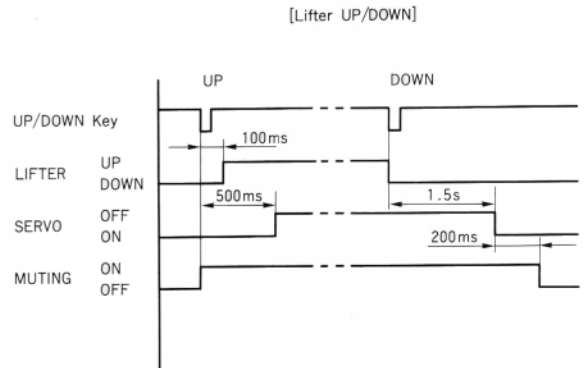 [Lifter UP/DOWN]
UP DOWN
UP/DOWN Key
100ms
LIFTER UP
DOWN
500ms 1.5s
SERVO OFF
ON
200ms
MUTING ON
OFF